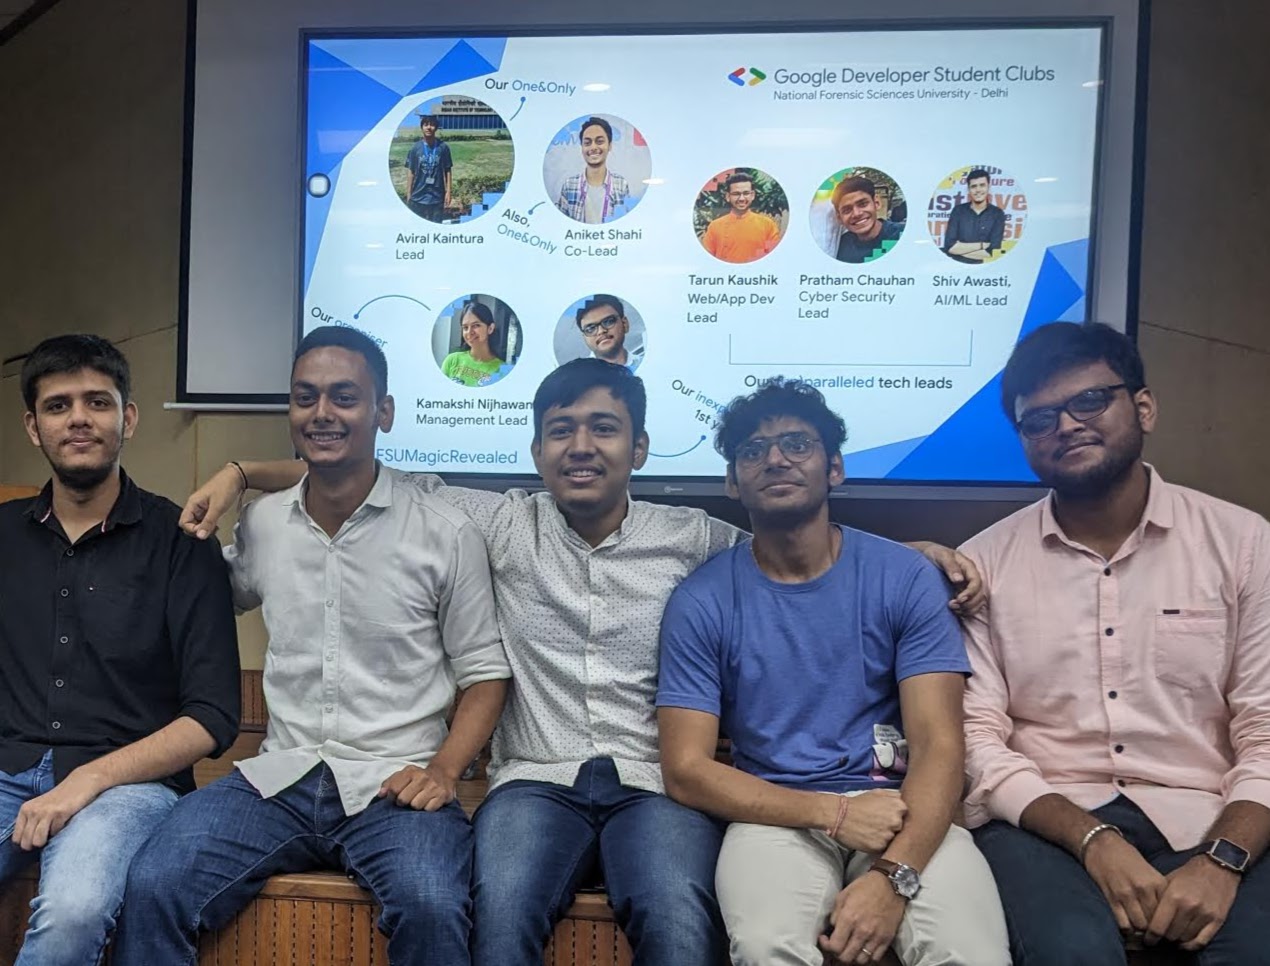 Our One&Only
Google Developer Student Clubs
National Forensic Sciences University - Delhi
Also,
One&Only
Aviral Kaintura
Lead
Aniket Shahi
Co-Lead
Tarun Kaushik
Web/App Dev
Lead
Pratham Chauhan
Cyber Security
Lead
Shiv Awasti,
AI/ML Lead
Our
Kamakshi Nijhawan
Management Lead
Our
1st
Our paralleled tech leads
FSUMagicRevealed